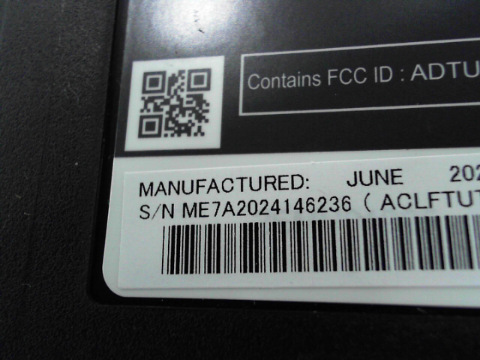 Contains FCC ID : ADTU
MANUFACTURED: JUNE 202
S/N ME7A2024146236 ( ACLFTUT